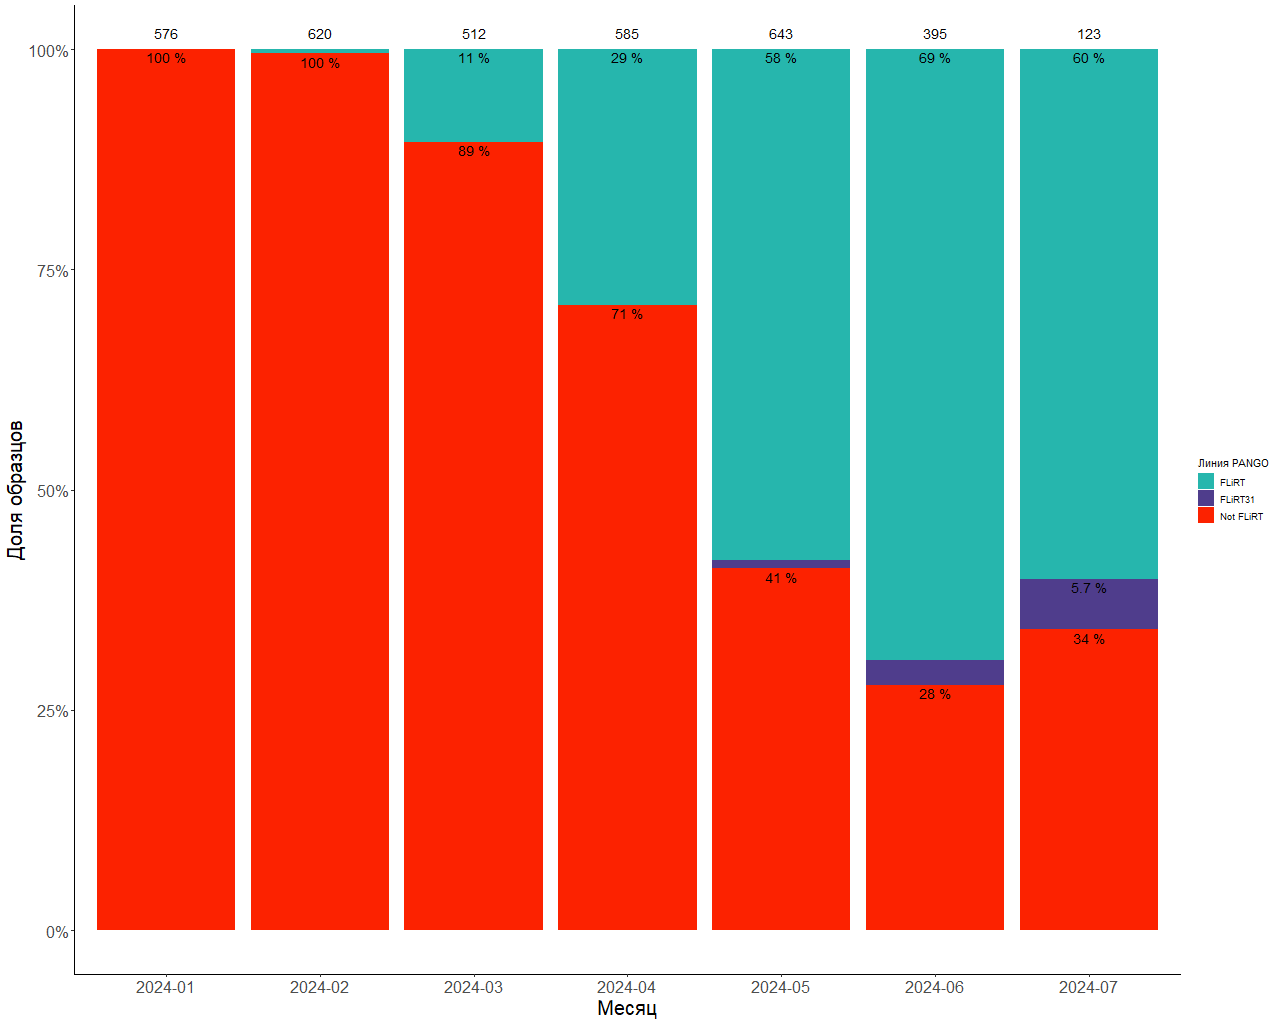 576 620 512 585 643 395 123
100%
100 % 100 % 11 % 29 % 58 % 69 % 60 %
89 %
75%
71 %
Доля образцов
Линия PANGO
FLiRT
50%
FLiRT31
Not FLiRT
41 %
5.7 %
34 %
28 %
25%
0%
2024-01 2024-02 2024-03 2024-04 2024-05 2024-06 2024-07
Месяц